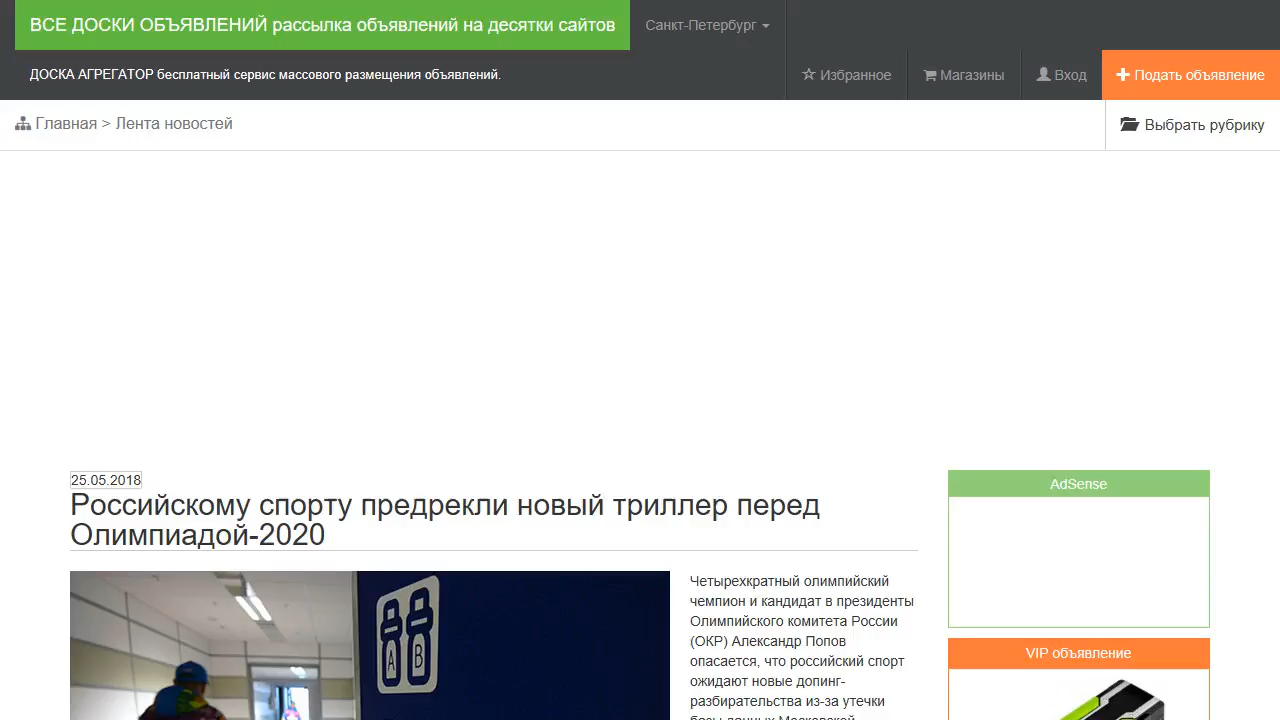 ВСЕ ДОСКИ ОБЪЯВЛЕНИЙ рассылка объявлений на десятки сайтов
Санкт-Петербург
ДОСКА АГРЕГАТОР бесплатный сервис массового размещения объявлений.
Избранное
Магазины
Вход
Подать объявление
Главная > Лента новостей
Выбрать рубрику
25.05.2018
Российскому спорту предрекли новый триллер перед
Олимпиадой-2020
A B
Четырехкратный олимпийский
чемпион и кандидат в президенты
Олимпийского комитета России
(ОКР) Александр Попов
опасается, что российский спорт
ожидают новые допинг-
разбирательства из-за утечки
базы данных Московской
AdSense
VIP объявление